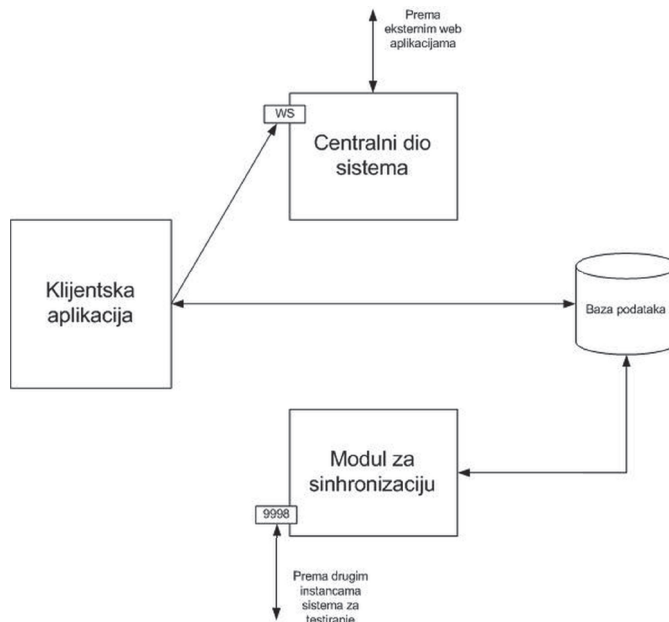 Prema
eksternim web
aplikacijama
WS
Centralni dio
sistema
Klijentska
aplikacija
Baza podataka
Modul za
sinhronizaciju
9998
Prema drugim
instancama
sistema za
testiranje